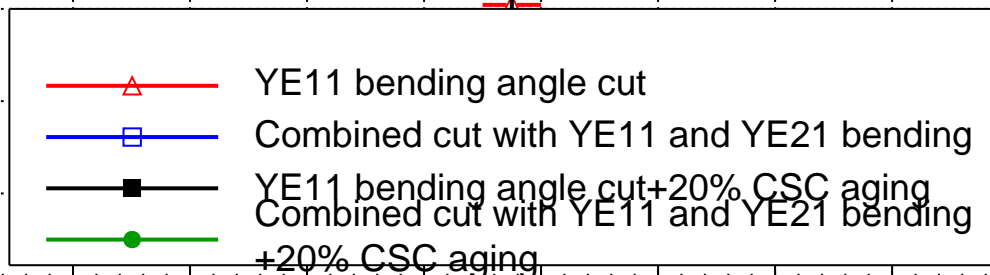 YE11 bending angle cut
Combined cut with YE11 and YE21 bending
YE11 bending angle cut+20% CSC aging
Combined cut with YE11 and YE21 bending
+20% CSC aging